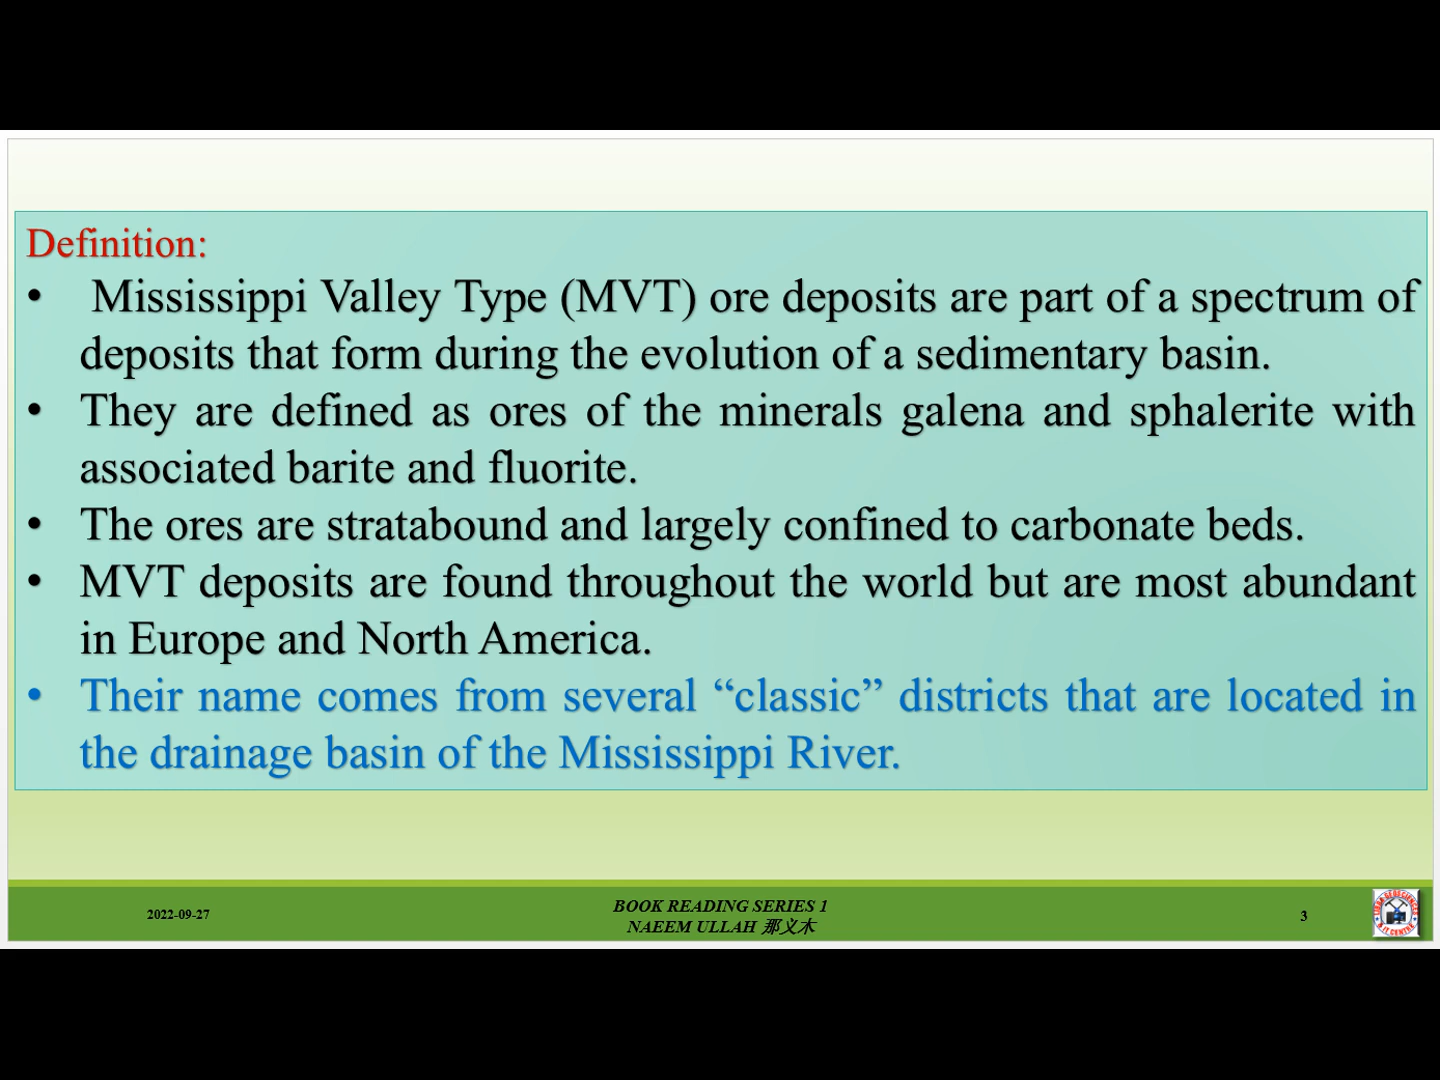 Definition:
• Mississippi Valley Type (MVT) ore deposits are part of a spectrum of
deposits that form during the evolution of a sedimentary basin.
• They are defined as ores of the minerals galena and sphalerite with
associated barite and fluorite.
• The ores are stratabound and largely confined to carbonate beds.
• MVT deposits are found throughout the world but are most abundant
in Europe and North America.
• Their name comes from several “classic” districts that are located in
the drainage basin of the Mississippi River.
2022-09-27
BOOK READING SERIES 1
NAEEM ULLAH 那义木
3